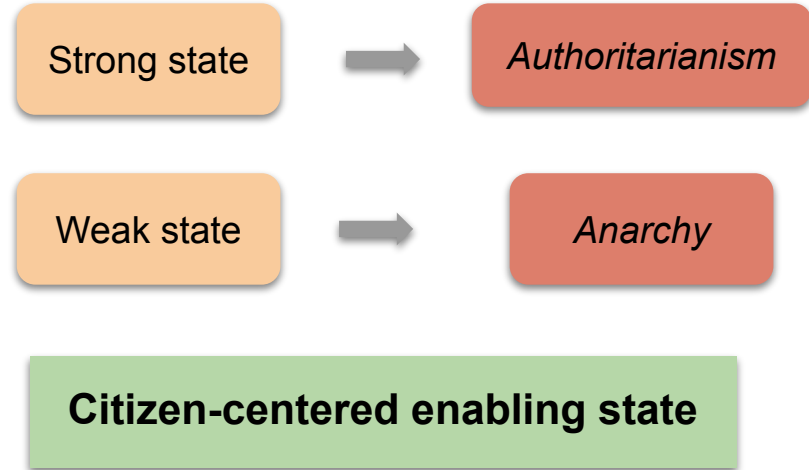 Strong state
Authoritarianism
Weak state
Anarchy
Citizen-centered enabling state